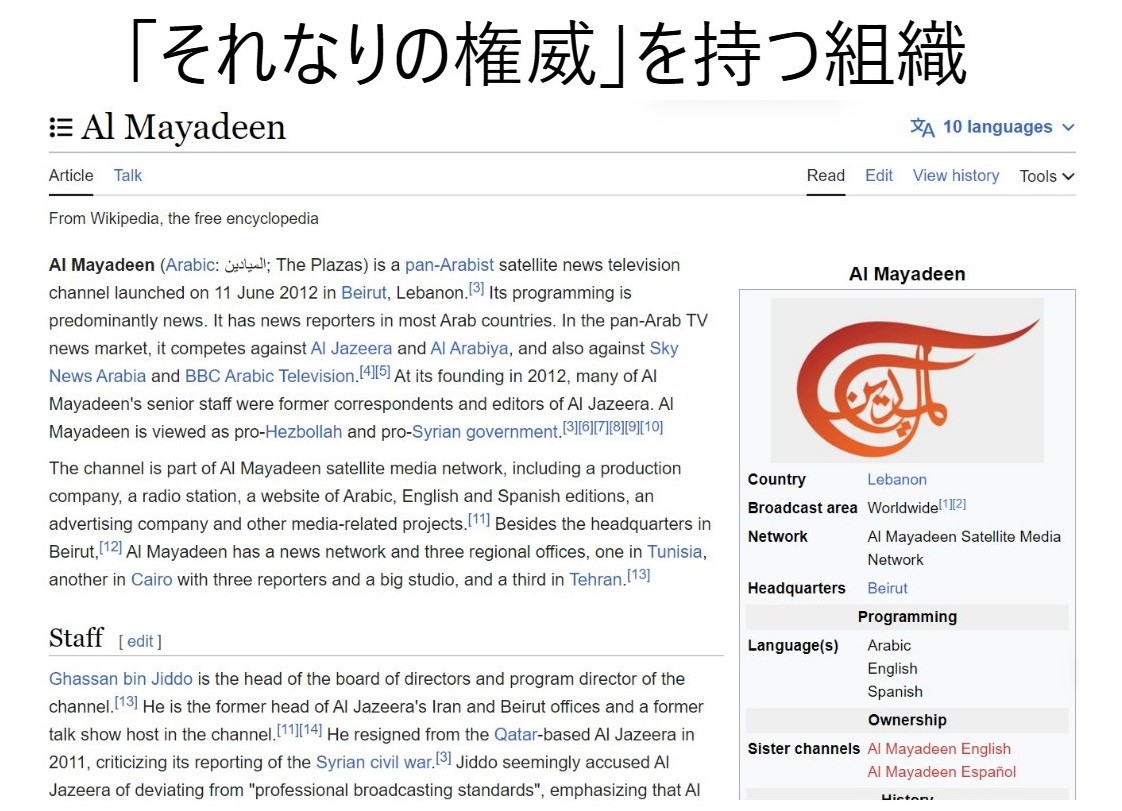 「それなりの権威」を持つ組織
Al Mayadeen
10 languages
Article Talk
Read Edit View history Tools
From Wikipedia, the free encyclopedia
Al Mayadeen (Arabic: الميادين; The Plazas) is a pan-Arabist satellite news television
channel launched on 11 June 2012 in Beirut, Lebanon.[3] Its programming is
predominantly news. It has news reporters in most Arab countries. In the pan-Arab TV
news market, it competes against Al Jazeera and Al Arabiya, and also against Sky
News Arabia and BBC Arabic Television.[4][5] At its founding in 2012, many of Al
Mayadeen's senior staff were former correspondents and editors of Al Jazeera. Al
Mayadeen is viewed as pro-Hezbollah and pro-Syrian government.[3][6][7][8][9][10]
The channel is part of Al Mayadeen satellite media network, including a production
company, a radio station, a website of Arabic, English and Spanish editions, an
advertising company and other media-related projects.[11] Besides the headquarters in
Beirut,[12] Al Mayadeen has a news network and three regional offices, one in Tunisia,
another in Cairo with three reporters and a big studio, and a third in Tehran.[13]
Staff [ edit ]
Ghassan bin Jiddo is the head of the board of directors and program director of the
channel.[13] He is the former head of Al Jazeera's Iran and Beirut offices and a former
talk show host in the channel.[11][14] He resigned from the Qatar-based Al Jazeera in
2011, criticizing its reporting of the Syrian civil war.[3] Jiddo seemingly accused Al
Jazeera of deviating from "professional broadcasting standards", emphasizing that Al
Al Mayadeen
الميادين
Country Lebanon
Broadcast area Worldwide[1][2]
Network Al Mayadeen Satellite Media
Network
Headquarters Beirut
Programming
Language(s) Arabic
English
Spanish
Ownership
Sister channels Al Mayadeen English
Al Mayadeen Español
History